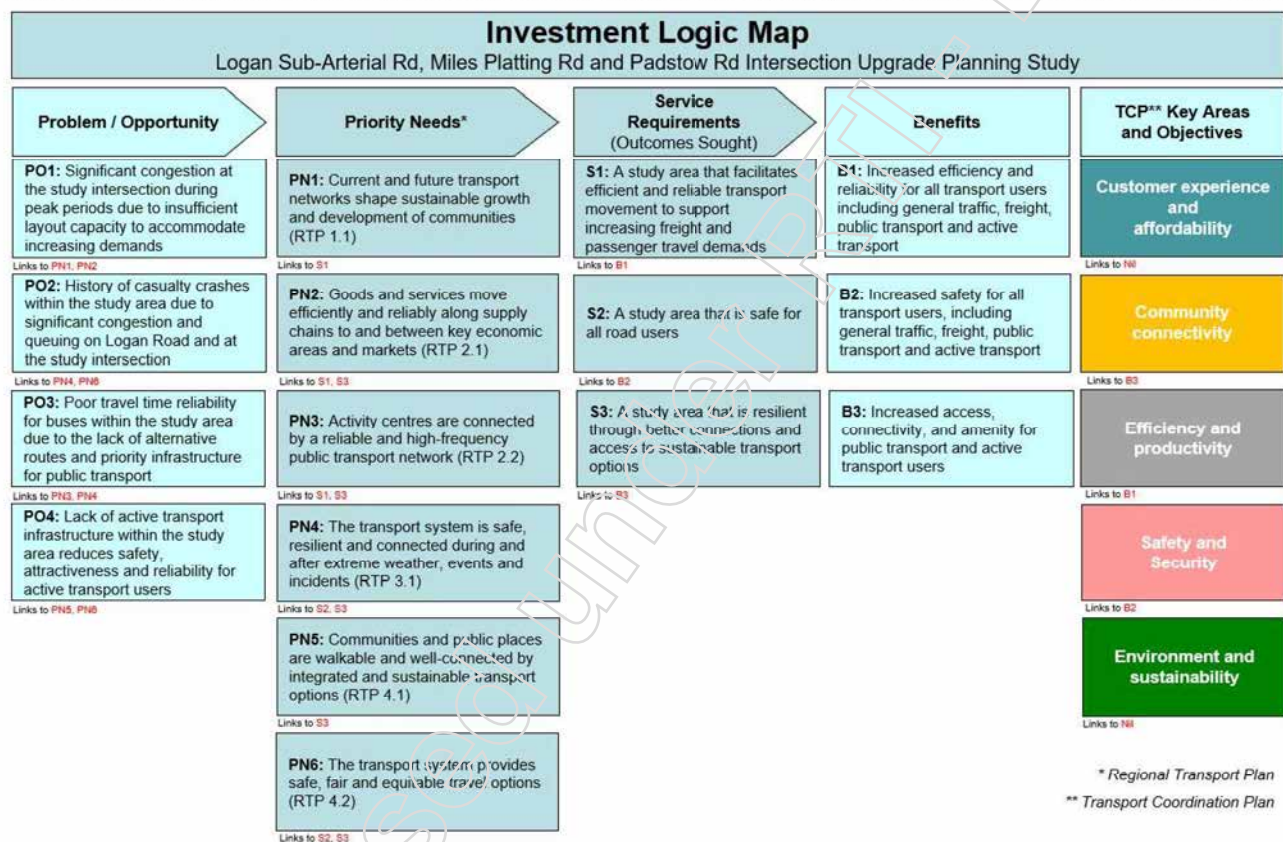 Investment Logic Map
Logan Sub-Arterial Rd, Miles Platting Rd and Padstow Rd Intersection Upgrade Planning Study
Problem / Opportunity
PO1: Significant congestion at
the study intersection during
peak periods due to insufficient
layout capacity to accommodate
increasing demands
Links to PN1, PN2
PO2: History of casualty crashes
within the study area due to
significant congestion and
queuing on Logan Road and at
the study intersection
Links to PN4, PN6
PO3: Poor travel time reliability
for buses within the study area
due to the lack of alternative
routes and priority infrastructure
for public transport
Links to PN3, PN4
PO4: Lack of active transport
infrastructure within the study
area reduces safety,
attractiveness and reliability for
active transport users
Links to PN5, PN6
Priority Needs*
PN1: Current and future transport
networks shape sustainable growth
and development of communities
(RTP 1.1)
Links to S1
PN2: Goods and services move
efficiently and reliably along supply
chains to and between key economic
areas and markets (RTP 2.1)
Links to S1, S3
PN3: Activity centres are connected
by a reliable and high-frequency
public transport network (RTP 2.2)
Links to S1, S3
PN4: The transport system is safe,
resilient and connected during and
after extreme weather, events and
incidents (RTP 3.1)
Links to S2, S3
PN5: Communities and public places
are walkable and well-connected by
integrated and sustainable transport
options (RTP 4.1)
Links to S3
PN6: The transport system provides
safe, fair and equitable travel options
(RTP 4.2)
Links to S2, S3
Service
Requirements
(Outcomes Sought)
S1: A study area that facilitates
efficient and reliable transport
movement to support
increasing freight and
passenger travel demands
Links to B1
S2: A study area that is safe for
all road users
Links to B2
S3: A study area that is resilient
through better connections and
access to sustainable transport
options
Links to B3
Benefits
B1: Increased efficiency and
reliability for all transport users
including general traffic, freight,
public transport and active
transport
B2: Increased safety for all
transport users, including
general traffic, freight, public
transport and active transport
B3: Increased access,
connectivity, and amenity for
public transport and active
transport users
TCP** Key Areas
and Objectives
Customer experience
and
affordability
Links to Nil
Community
connectivity
Links to B3
Efficiency and
productivity
Links to B1
Safety and
Security
Links to B2
Environment and
sustainability
Links to Nil
* Regional Transport Plan
** Transport Coordination Plan
sed under RTI -